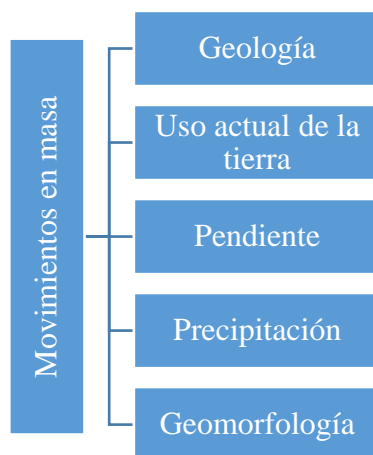 Movimientos en masa
Geología
Uso actual de la
tierra
Pendiente
Precipitación
Geomorfología